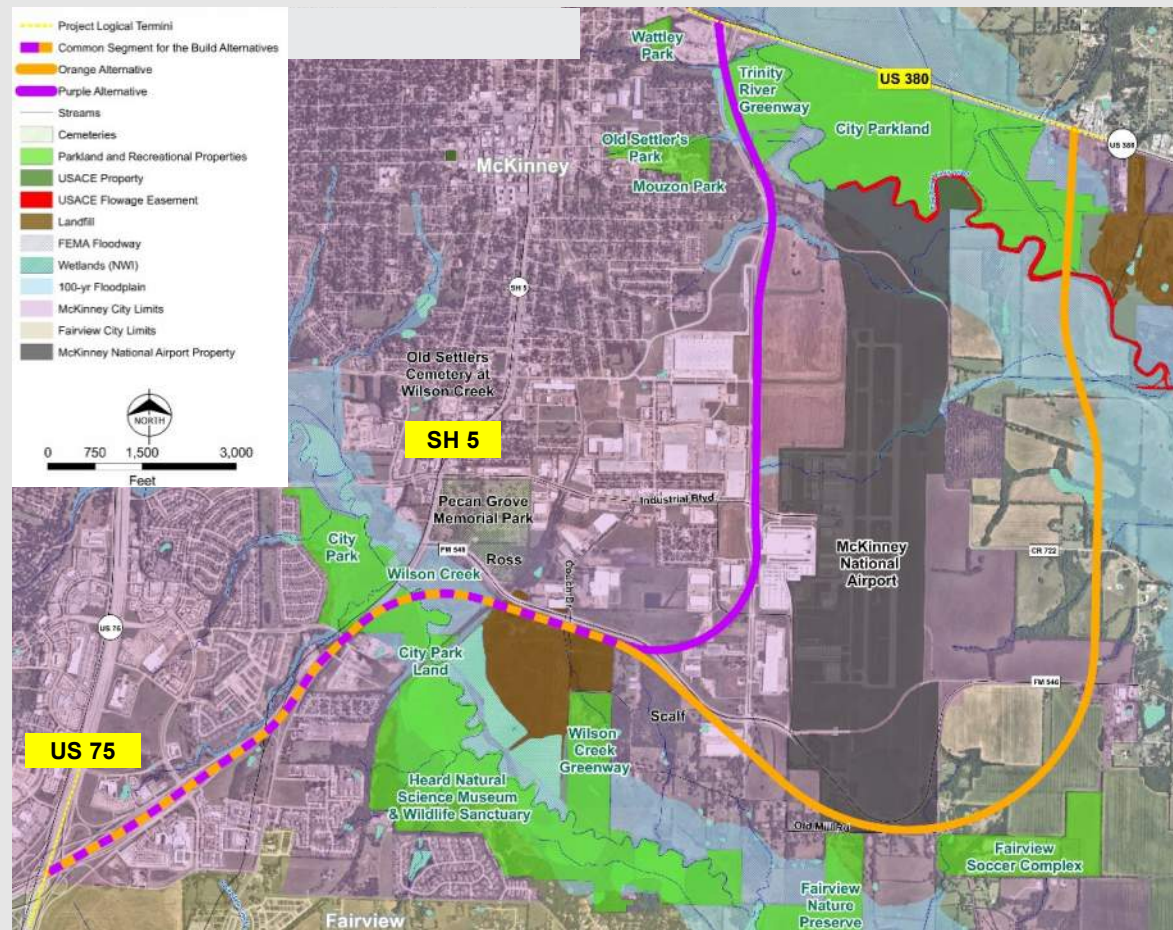 Project Logical Termini
Common Segment for the Build Alternatives
Orange Alternative
Purple Alternative
Streams
Cemeteries
Parkland and Recreational Properties
USACE Property
USACE Flowage Easement
Landfill
FEMA Floodway
Wetlands (NWI)
100-yr Floodplain
McKinney City Limits
Fairview City Limits
McKinney National Airport Property
NORTH
0 750 1,500 3,000
Feet
Wattley
Park
Trinity
River
Greenway
US 380
City Parkland
US 380
Old Settler's
Park
McKinney
Mouzon Park
SH 5
Old Settlers
Cemetery at
Wilson Creek
SH 5
Pecan Grove
Memorial Park
Industrial Blvd
City
Park
FM 546
Ross
Wilson Creek
McKinney
National
Airport
CR 722
US 75
City Park
Land
FM 546
Scalf
US 75
Wilson
Creek
Greenway
Heard Natural
Science Museum
& Wildlife Sanctuary
Old Mill Rd
Fairview
Soccer Complex
Fairview
Nature
Preserve
Fairview